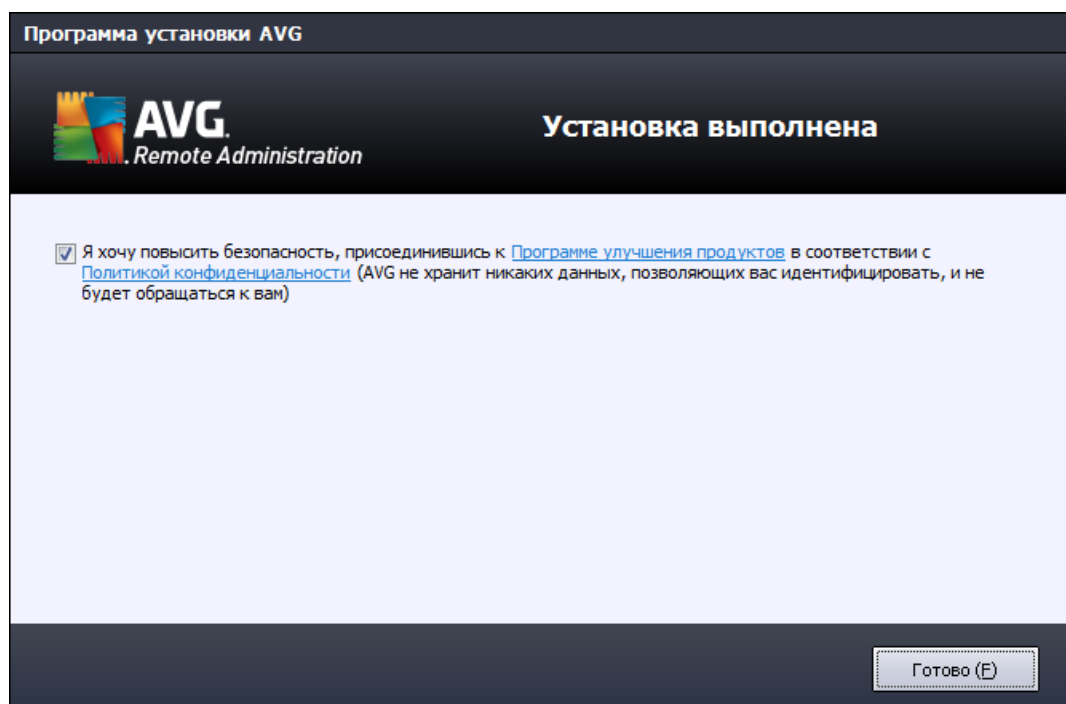 Программа установки AVG
AVG.
Remote Administration
Установка выполнена
Я хочу повысить безопасность, присоединившись к Программе улучшения продуктов в соответствии с
Политикой конфиденциальности (AVG не хранит никаких данных, позволяющих вас идентифицировать, и не
будет обращаться к вам)
Готово (F)